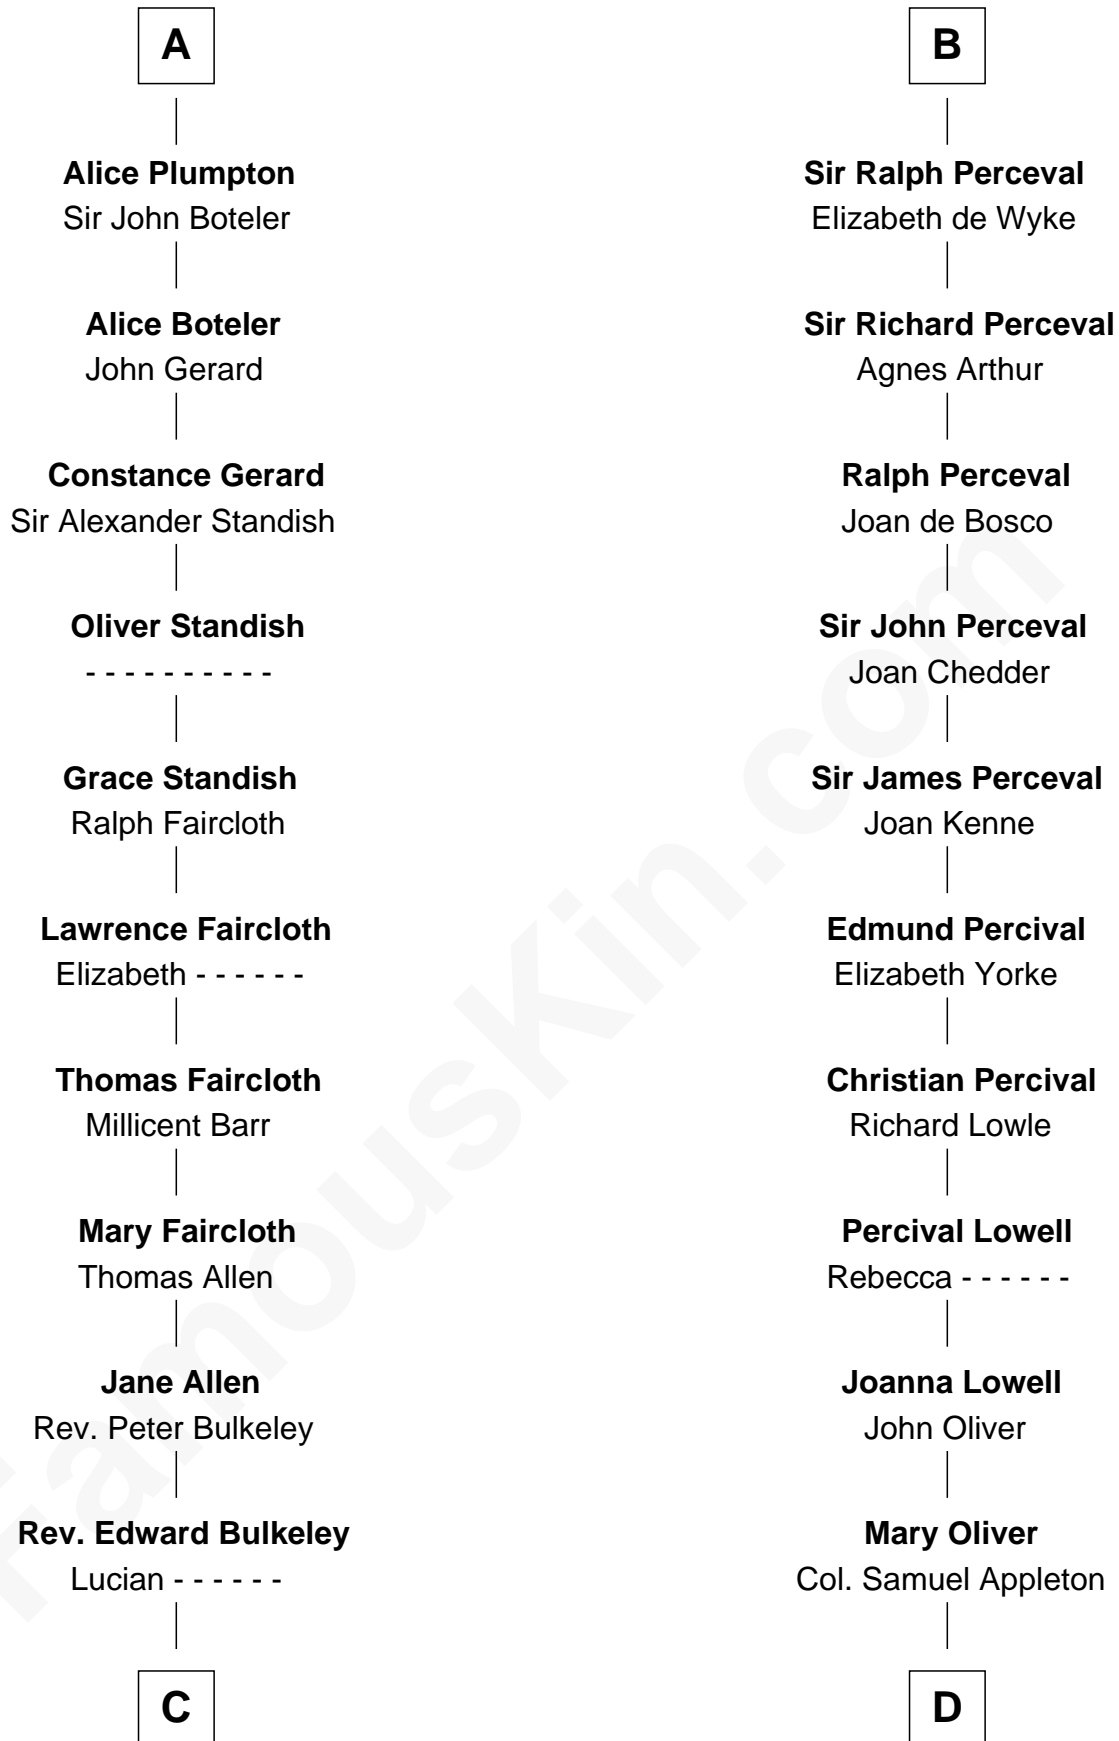 A
Alice Plumpton
Sir John Boteler
Alice Boteler
John Gerard
Constance Gerard
Sir Alexander Standish
Oliver Standish
- - - - - - - - - -
Grace Standish
Ralph Faircloth
Lawrence Faircloth
Elizabeth - - - - - -
Thomas Faircloth
Millicent Barr
Mary Faircloth
Thomas Allen
Jane Allen
Rev. Peter Bulkeley
Rev. Edward Bulkeley
Lucian - - - - - -
C
B
Sir Ralph Perceval
Elizabeth de Wyke
Sir Richard Perceval
Agnes Arthur
Ralph Perceval
Joan de Bosco
Sir John Perceval
Joan Chedder
Sir James Perceval
Joan Kenne
Edmund Percival
Elizabeth Yorke
Christian Percival
Richard Lowle
Percival Lowell
Rebecca - - - - - -
Joanna Lowell
John Oliver
Mary Oliver
Col. Samuel Appleton
D
FamousKin.com